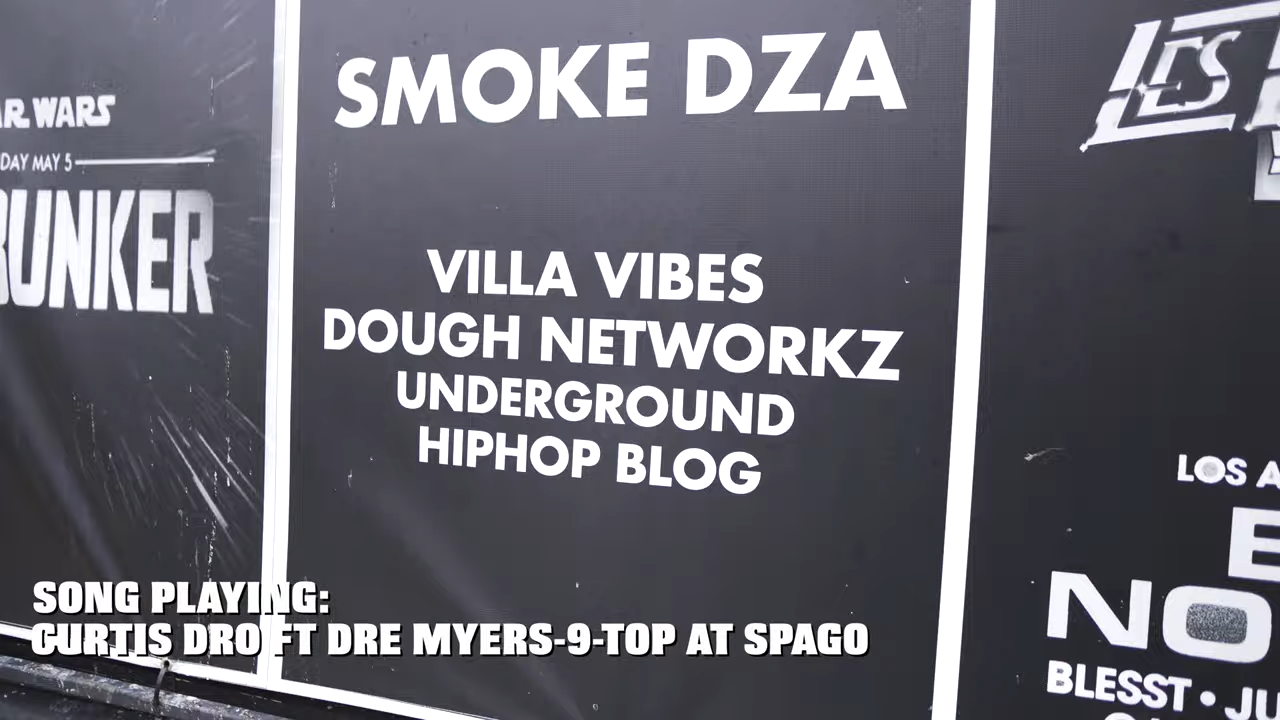 AR WARS
DAY MAY 5
BUNKER
SMOKE DZA
VILLA VIBES
DOUGH NETWORKZ
UNDERGROUND
HIPHOP BLOG
LES
LOS A
E
NO
BLESST • JU
SONG PLAYING:
CURTIS DRO FT DRE MYERS-9-TOP AT SPAGO